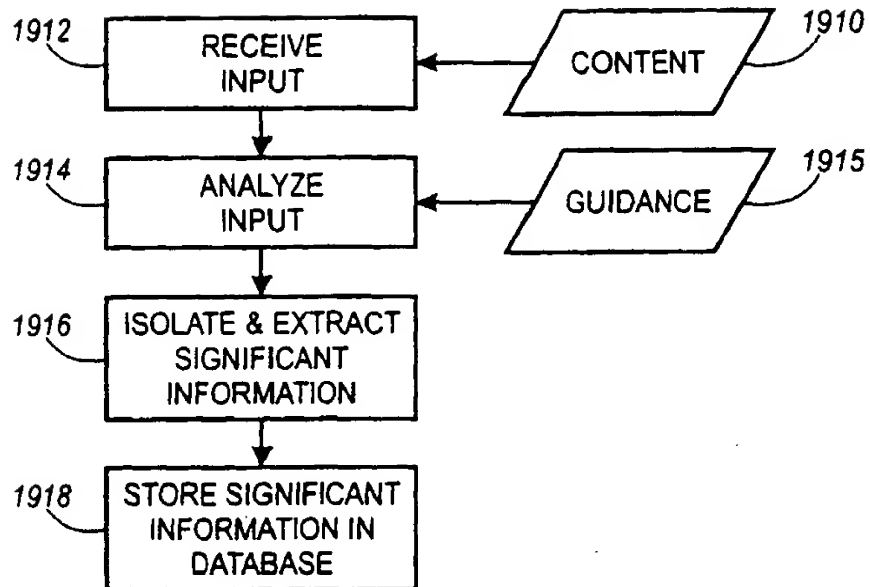 1912
RECEIVE
INPUT
CONTENT
1910
1914
ANALYZE
INPUT
GUIDANCE
1915
1916
ISOLATE & EXTRACT
SIGNIFICANT
INFORMATION
1918
STORE SIGNIFICANT
INFORMATION IN
DATABASE